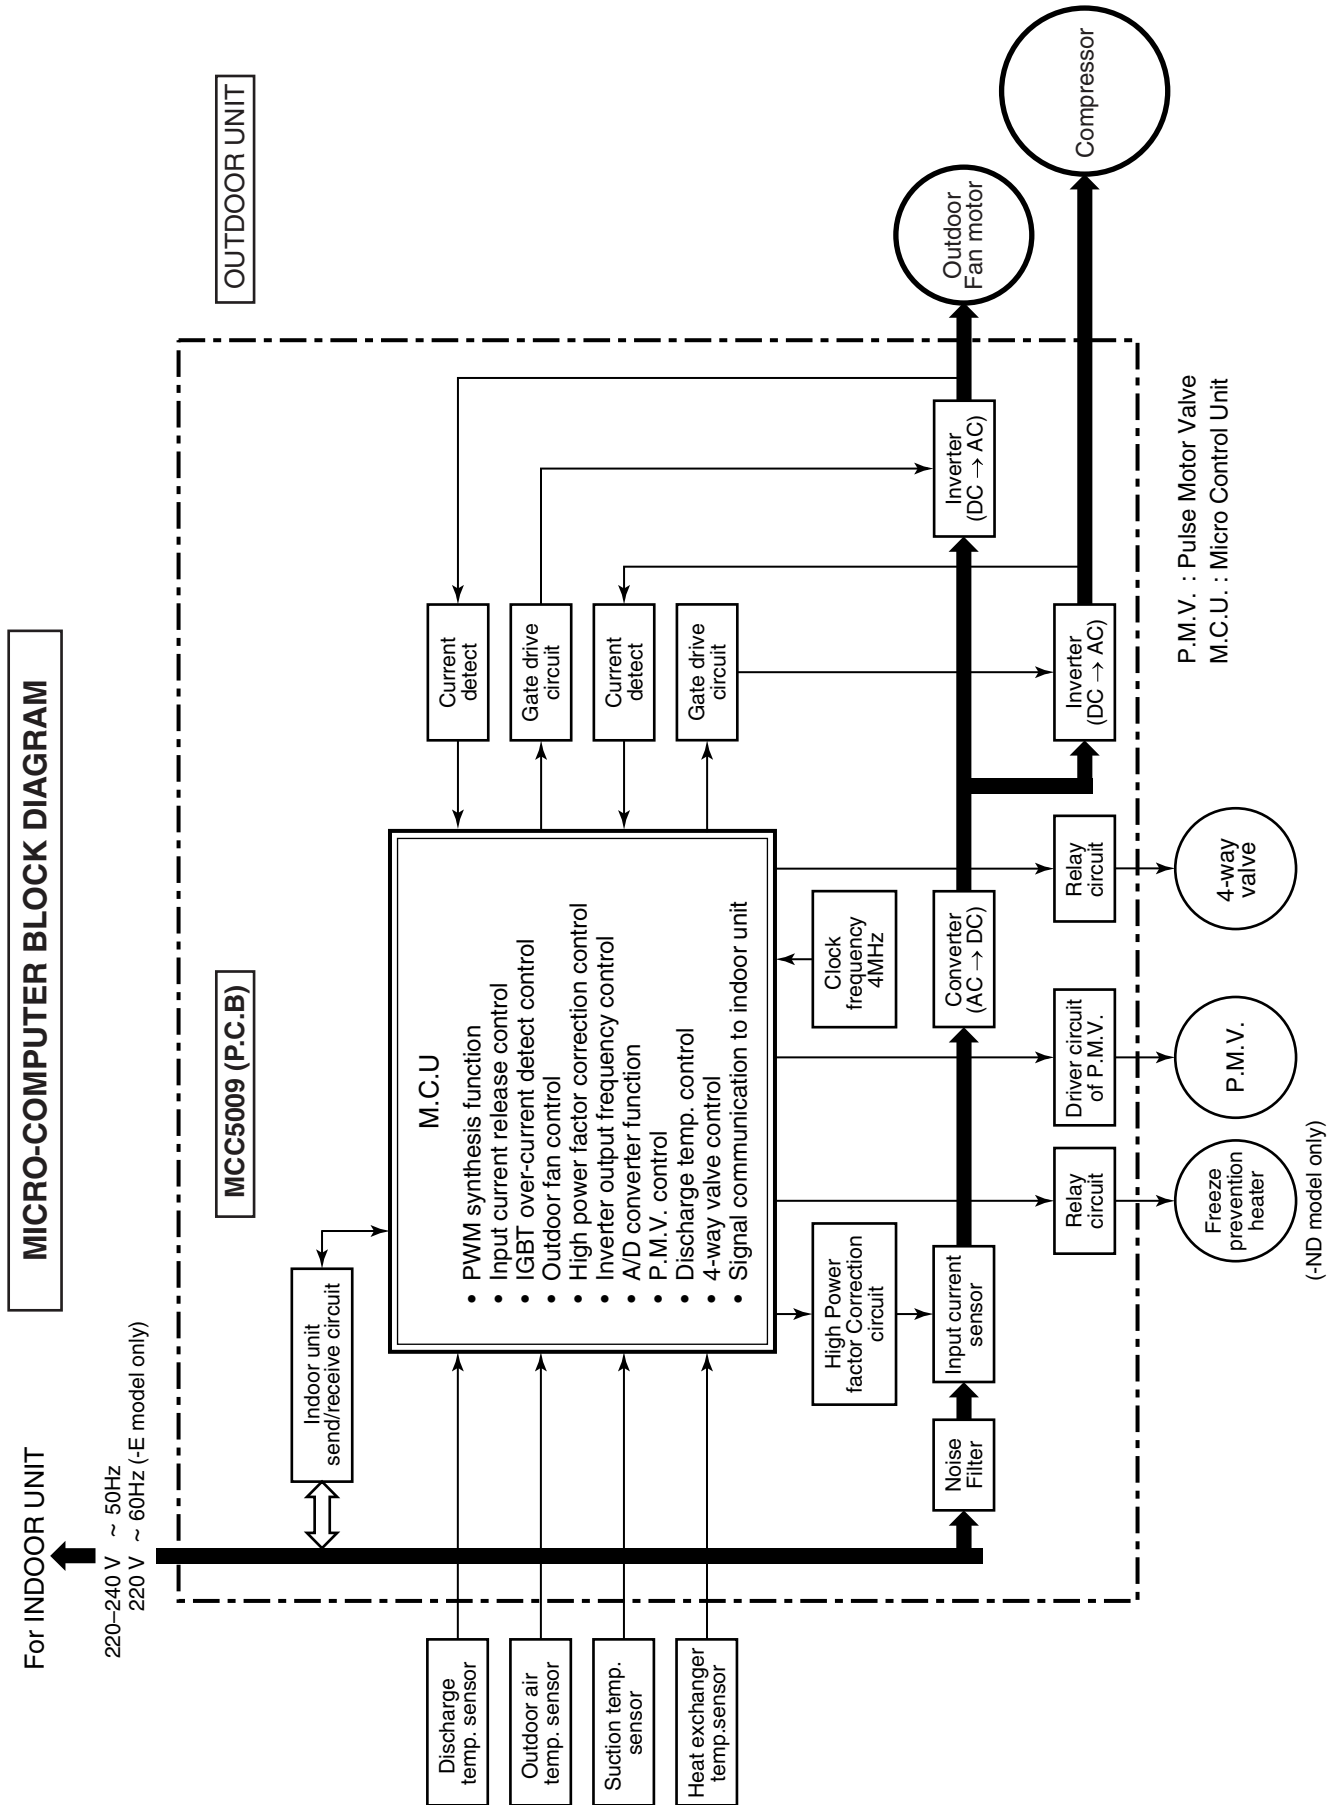 MICRO-COMPUTER BLOCK DIAGRAM
For INDOOR UNIT
220–240 V ~ 50Hz
220 V ~ 60Hz (-E model only)
MCC5009 (P.C.B)
OUTDOOR UNIT
Indoor unit
send/receive circuit
Discharge
temp. sensor
Outdoor air
temp. sensor
Suction temp.
sensor
Heat exchanger
temp.sensor
M.C.U
• PWM synthesis function
• Input current release control
• IGBT over-current detect control
• Outdoor fan control
• High power factor correction control
• Inverter output frequency control
• A/D converter function
• P.M.V. control
• Discharge temp. control
• 4-way valve control
• Signal communication to indoor unit
Current
detect
Gate drive
circuit
Current
detect
Gate drive
circuit
High Power
factor Correction
circuit
Clock
frequency
4MHz
Noise
Filter
Input current
sensor
Converter
(AC → DC)
Inverter
(DC → AC)
Outdoor
Fan motor
Relay
circuit
Driver circuit
of P.M.V.
Relay
circuit
Inverter
(DC → AC)
Compressor
Freeze
prevention
heater
P.M.V.
4-way
valve
(-ND model only)
P.M.V. : Pulse Motor Valve
M.C.U. : Micro Control Unit